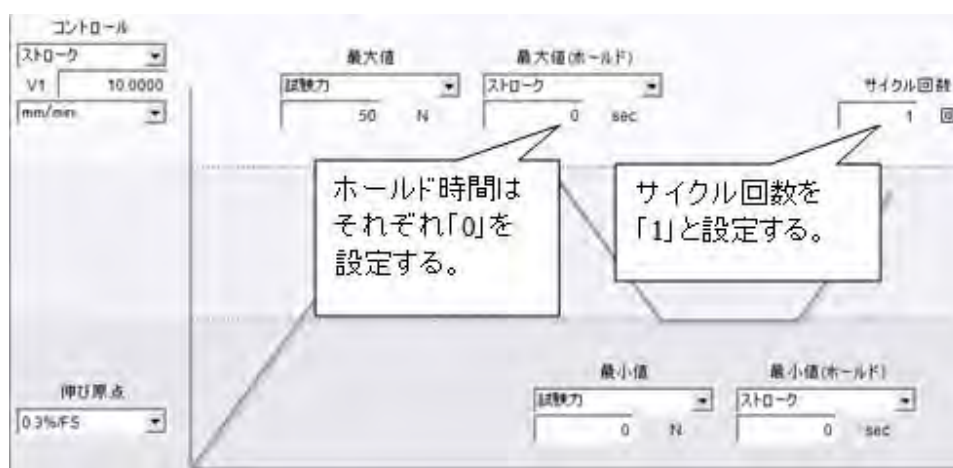 コントロール
ストローク
V1 10.0000
mm/min
最大値
試験力
50 N
最大値(ホールド)
ストローク
0 sec
サイクル回数
1 回
ホールド時間は
それぞれ「0」を
設定する。
サイクル回数を
「1」と設定する。
伸び原点
0.3%/FS
最小値
試験力
0 N
最小値(ホールド)
ストローク
0 sec